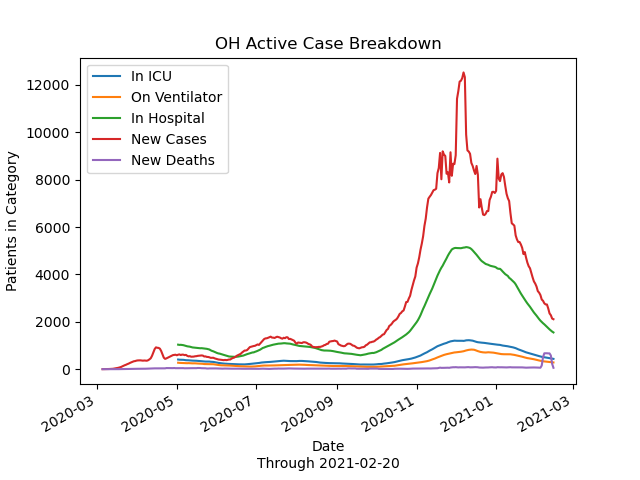 OH Active Case Breakdown
In ICU
On Ventilator
In Hospital
New Cases
New Deaths
Patients in Category
12000
10000
8000
6000
4000
2000
0
2020-03
2020-05
2020-07
2020-09
2020-11
2021-01
2021-03
Date
Through 2021-02-20